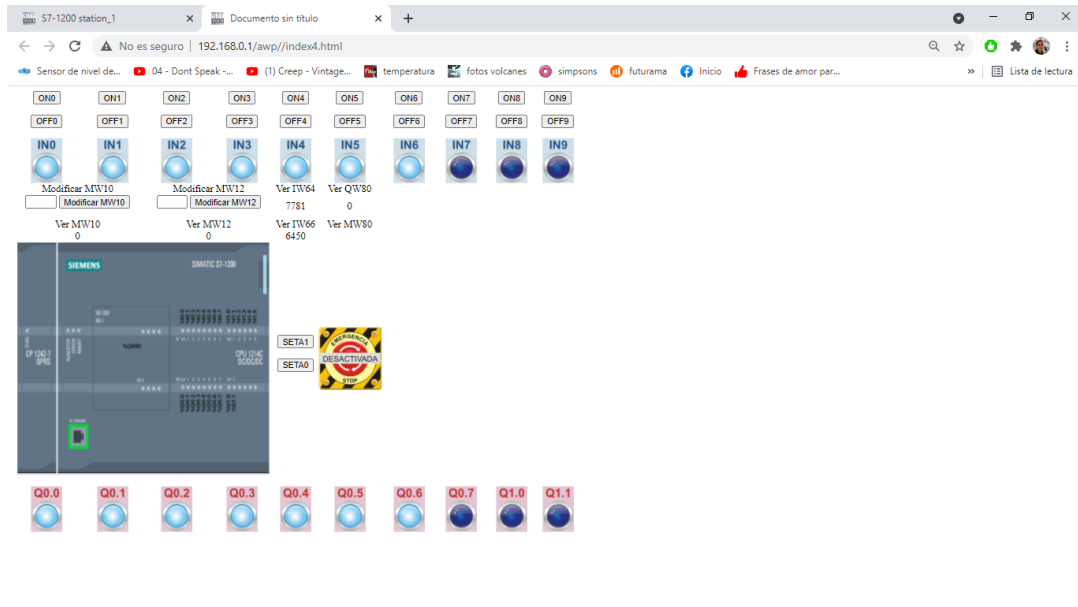 S7-1200 station_1
Documento sin título
No es seguro
192.168.0.1/awp//index4.html
Sensor de nivel de...
04 - Dont Speak -...
(1) Creep - Vintage...
temperatura
fotos volcanes
simpsons
futurama
Inicio
Frases de amor par...
»
Lista de lectura
ON0 ON1 ON2 ON3 ON4 ON5 ON6 ON7 ON8 ON9
OFF0 OFF1 OFF2 OFF3 OFF4 OFF5 OFF6 OFF7 OFF8 OFF9
IN0 IN1 IN2 IN3 IN4 IN5 IN6 IN7 IN8 IN9
Modificar MW10 Modificar MW12 Ver IW64 Ver QW80
Modificar MW10 Modificar MW12 7781 0
Ver MW10 Ver MW12 Ver IW66 Ver MW80
0 0 6450
SIEMENS SIMATIC S7-1200
CP 1242-7
GPRS
CPU 1214C
DC/DC/DC
SETA1
SETA0
EMERGENCIA
DESACTIVADA
STOP
Q0.0 Q0.1 Q0.2 Q0.3 Q0.4 Q0.5 Q0.6 Q0.7 Q1.0 Q1.1